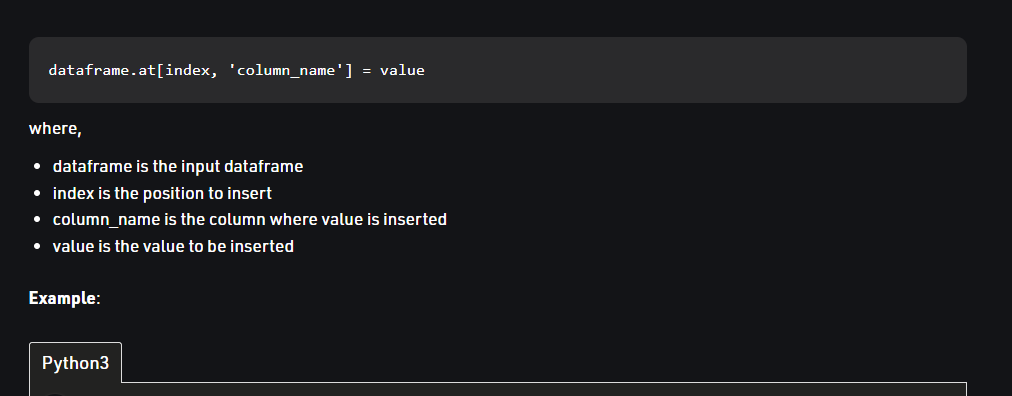 dataframe.at[index, 'column_name'] = value
where,
• dataframe is the input dataframe
• index is the position to insert
• column_name is the column where value is inserted
• value is the value to be inserted
Example:
Python3